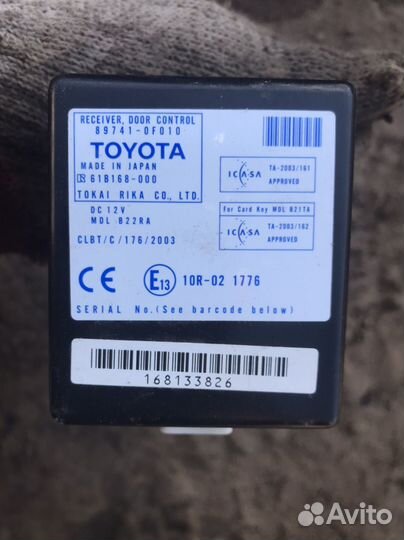 RECEIVER, DOOR CONTROL
89741-0F010
TOYOTA
MADE IN JAPAN
61B168-000
TOKAI RIKA CO., LTD.
DC 12V
MDL B22RA
CLBT/C/176/2003
ICASA TA-2003/161
APPROVED
For Card Key MDL B21TA
ICASA TA-2003/162
APPROVED
CE E13 10R-02 1776
SERIAL No.(See barcode below)
168133826
Avito